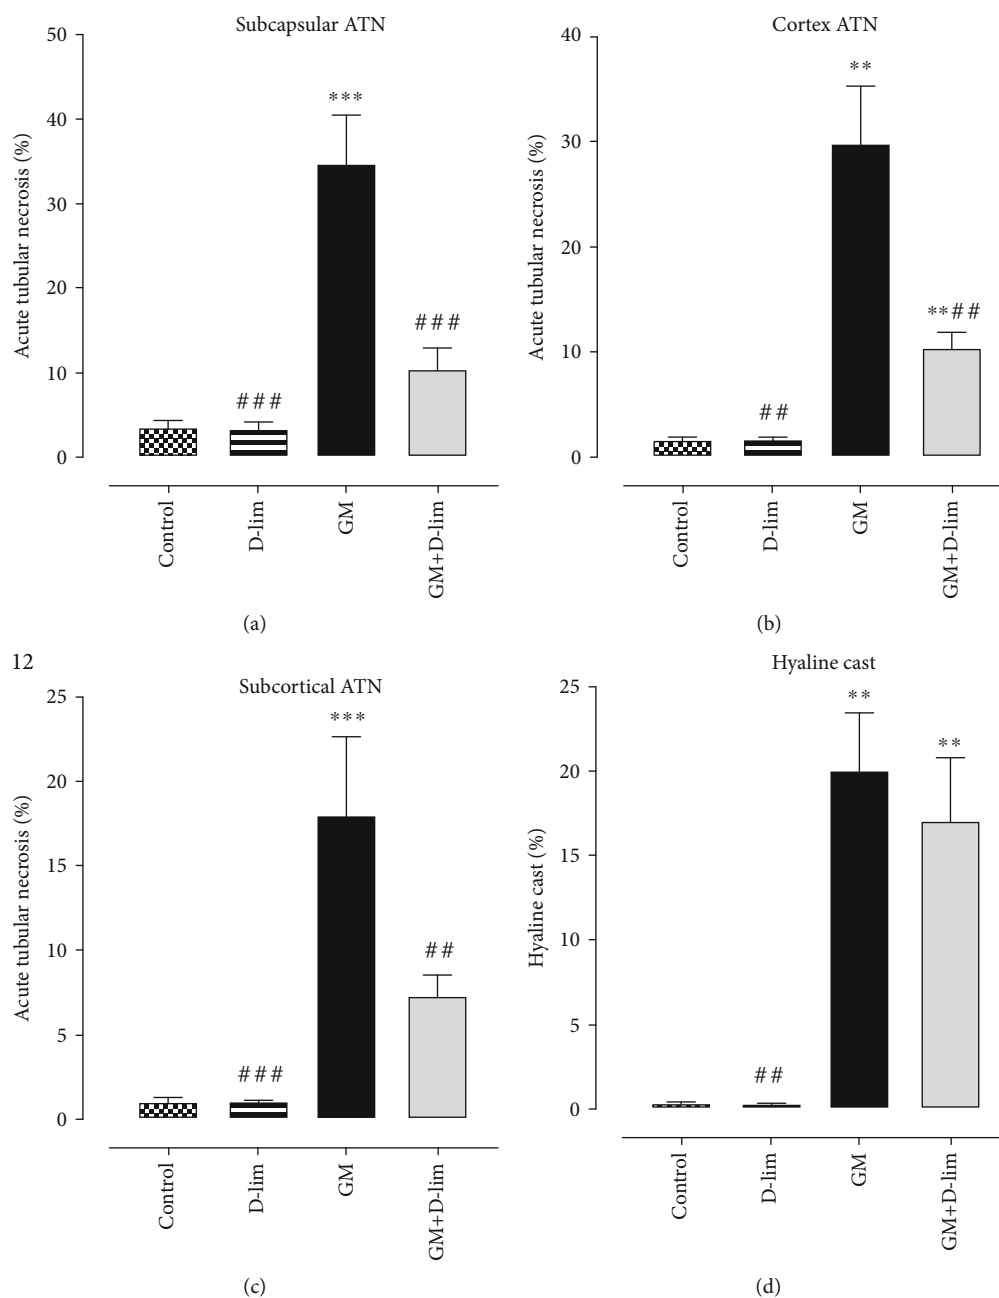 Subcapsular ATN
Acute tubular necrosis (%)
50
40
30
20
10
0
***
###
###
Control
D-lim
GM
GM+D-lim
(a)
Cortex ATN
Acute tubular necrosis (%)
40
30
20
10
0
**
**##
##
Control
D-lim
GM
GM+D-lim
(b)
12
Subcortical ATN
Acute tubular necrosis (%)
25
20
15
10
5
0
***
##
###
Control
D-lim
GM
GM+D-lim
(c)
Hyaline cast
Hyaline cast (%)
25
20
15
10
5
0
**
**
##
Control
D-lim
GM
GM+D-lim
(d)